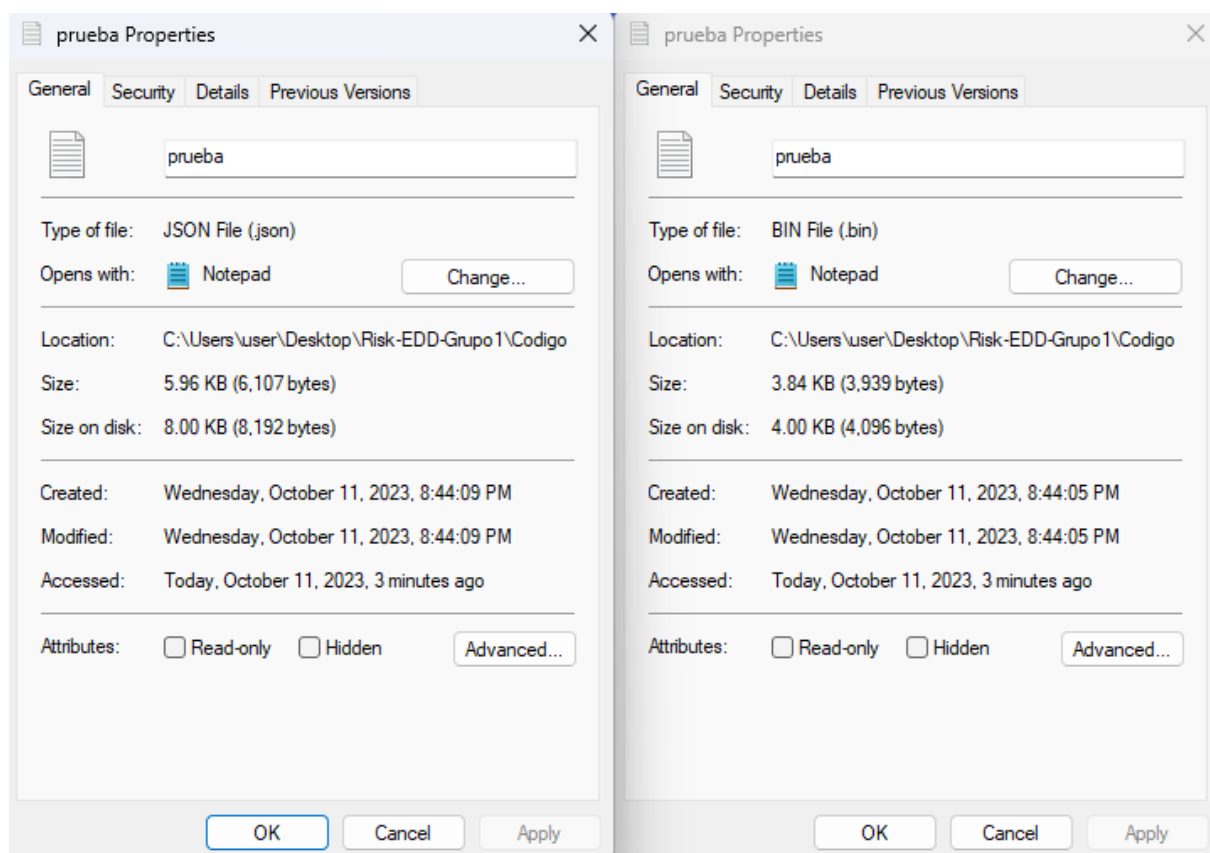 prueba Properties
General Security Details Previous Versions
prueba
Type of file: JSON File (.json)
Opens with: Notepad Change...
Location: C:\Users\user\Desktop\Risk-EDD-Grupo1\Codigo
Size: 5.96 KB (6,107 bytes)
Size on disk: 8.00 KB (8,192 bytes)
Created: Wednesday, October 11, 2023, 8:44:09 PM
Modified: Wednesday, October 11, 2023, 8:44:09 PM
Accessed: Today, October 11, 2023, 3 minutes ago
Attributes: Read-only Hidden Advanced...
OK Cancel Apply
prueba Properties
General Security Details Previous Versions
prueba
Type of file: BIN File (.bin)
Opens with: Notepad Change...
Location: C:\Users\user\Desktop\Risk-EDD-Grupo1\Codigo
Size: 3.84 KB (3,939 bytes)
Size on disk: 4.00 KB (4,096 bytes)
Created: Wednesday, October 11, 2023, 8:44:05 PM
Modified: Wednesday, October 11, 2023, 8:44:05 PM
Accessed: Today, October 11, 2023, 3 minutes ago
Attributes: Read-only Hidden Advanced...
OK Cancel Apply